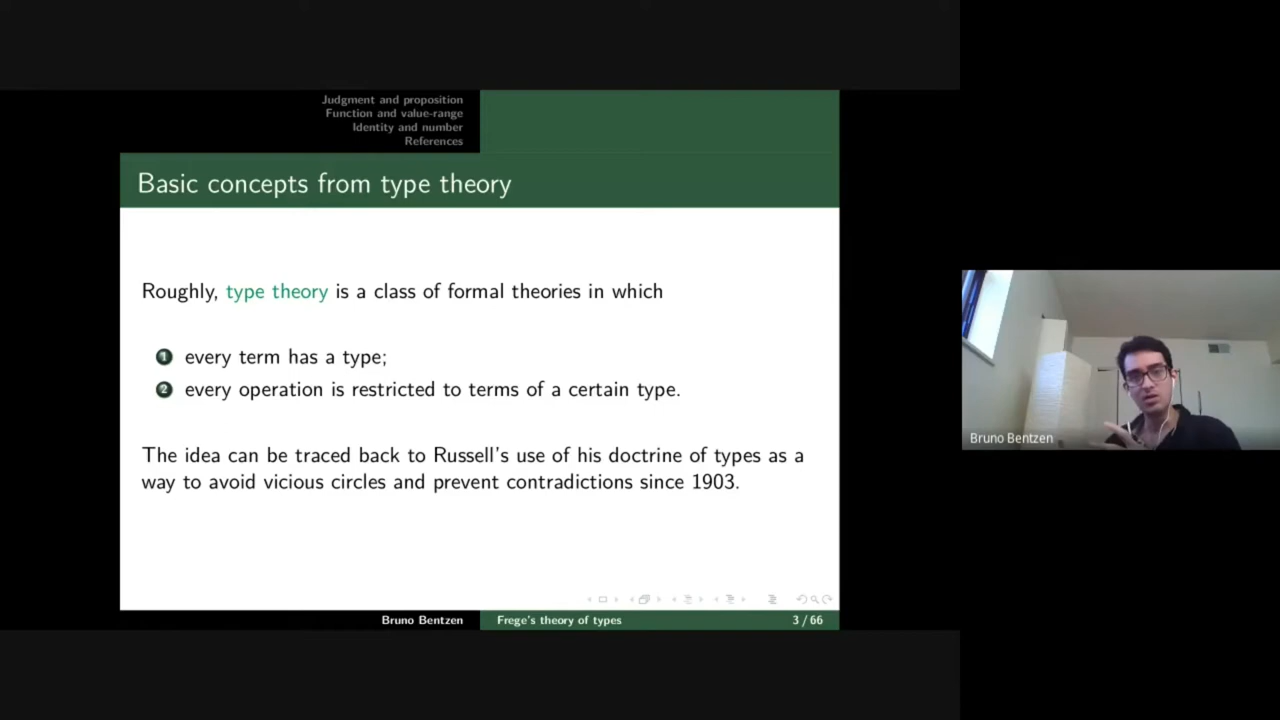 Judgment and proposition
Function and value-range
Identity and number
References
Basic concepts from type theory
Roughly, type theory is a class of formal theories in which
1 every term has a type;
2 every operation is restricted to terms of a certain type.
The idea can be traced back to Russell's use of his doctrine of types as a
way to avoid vicious circles and prevent contradictions since 1903.
Bruno Bentzen
Frege's theory of types
3 / 66
Bruno Bentzen